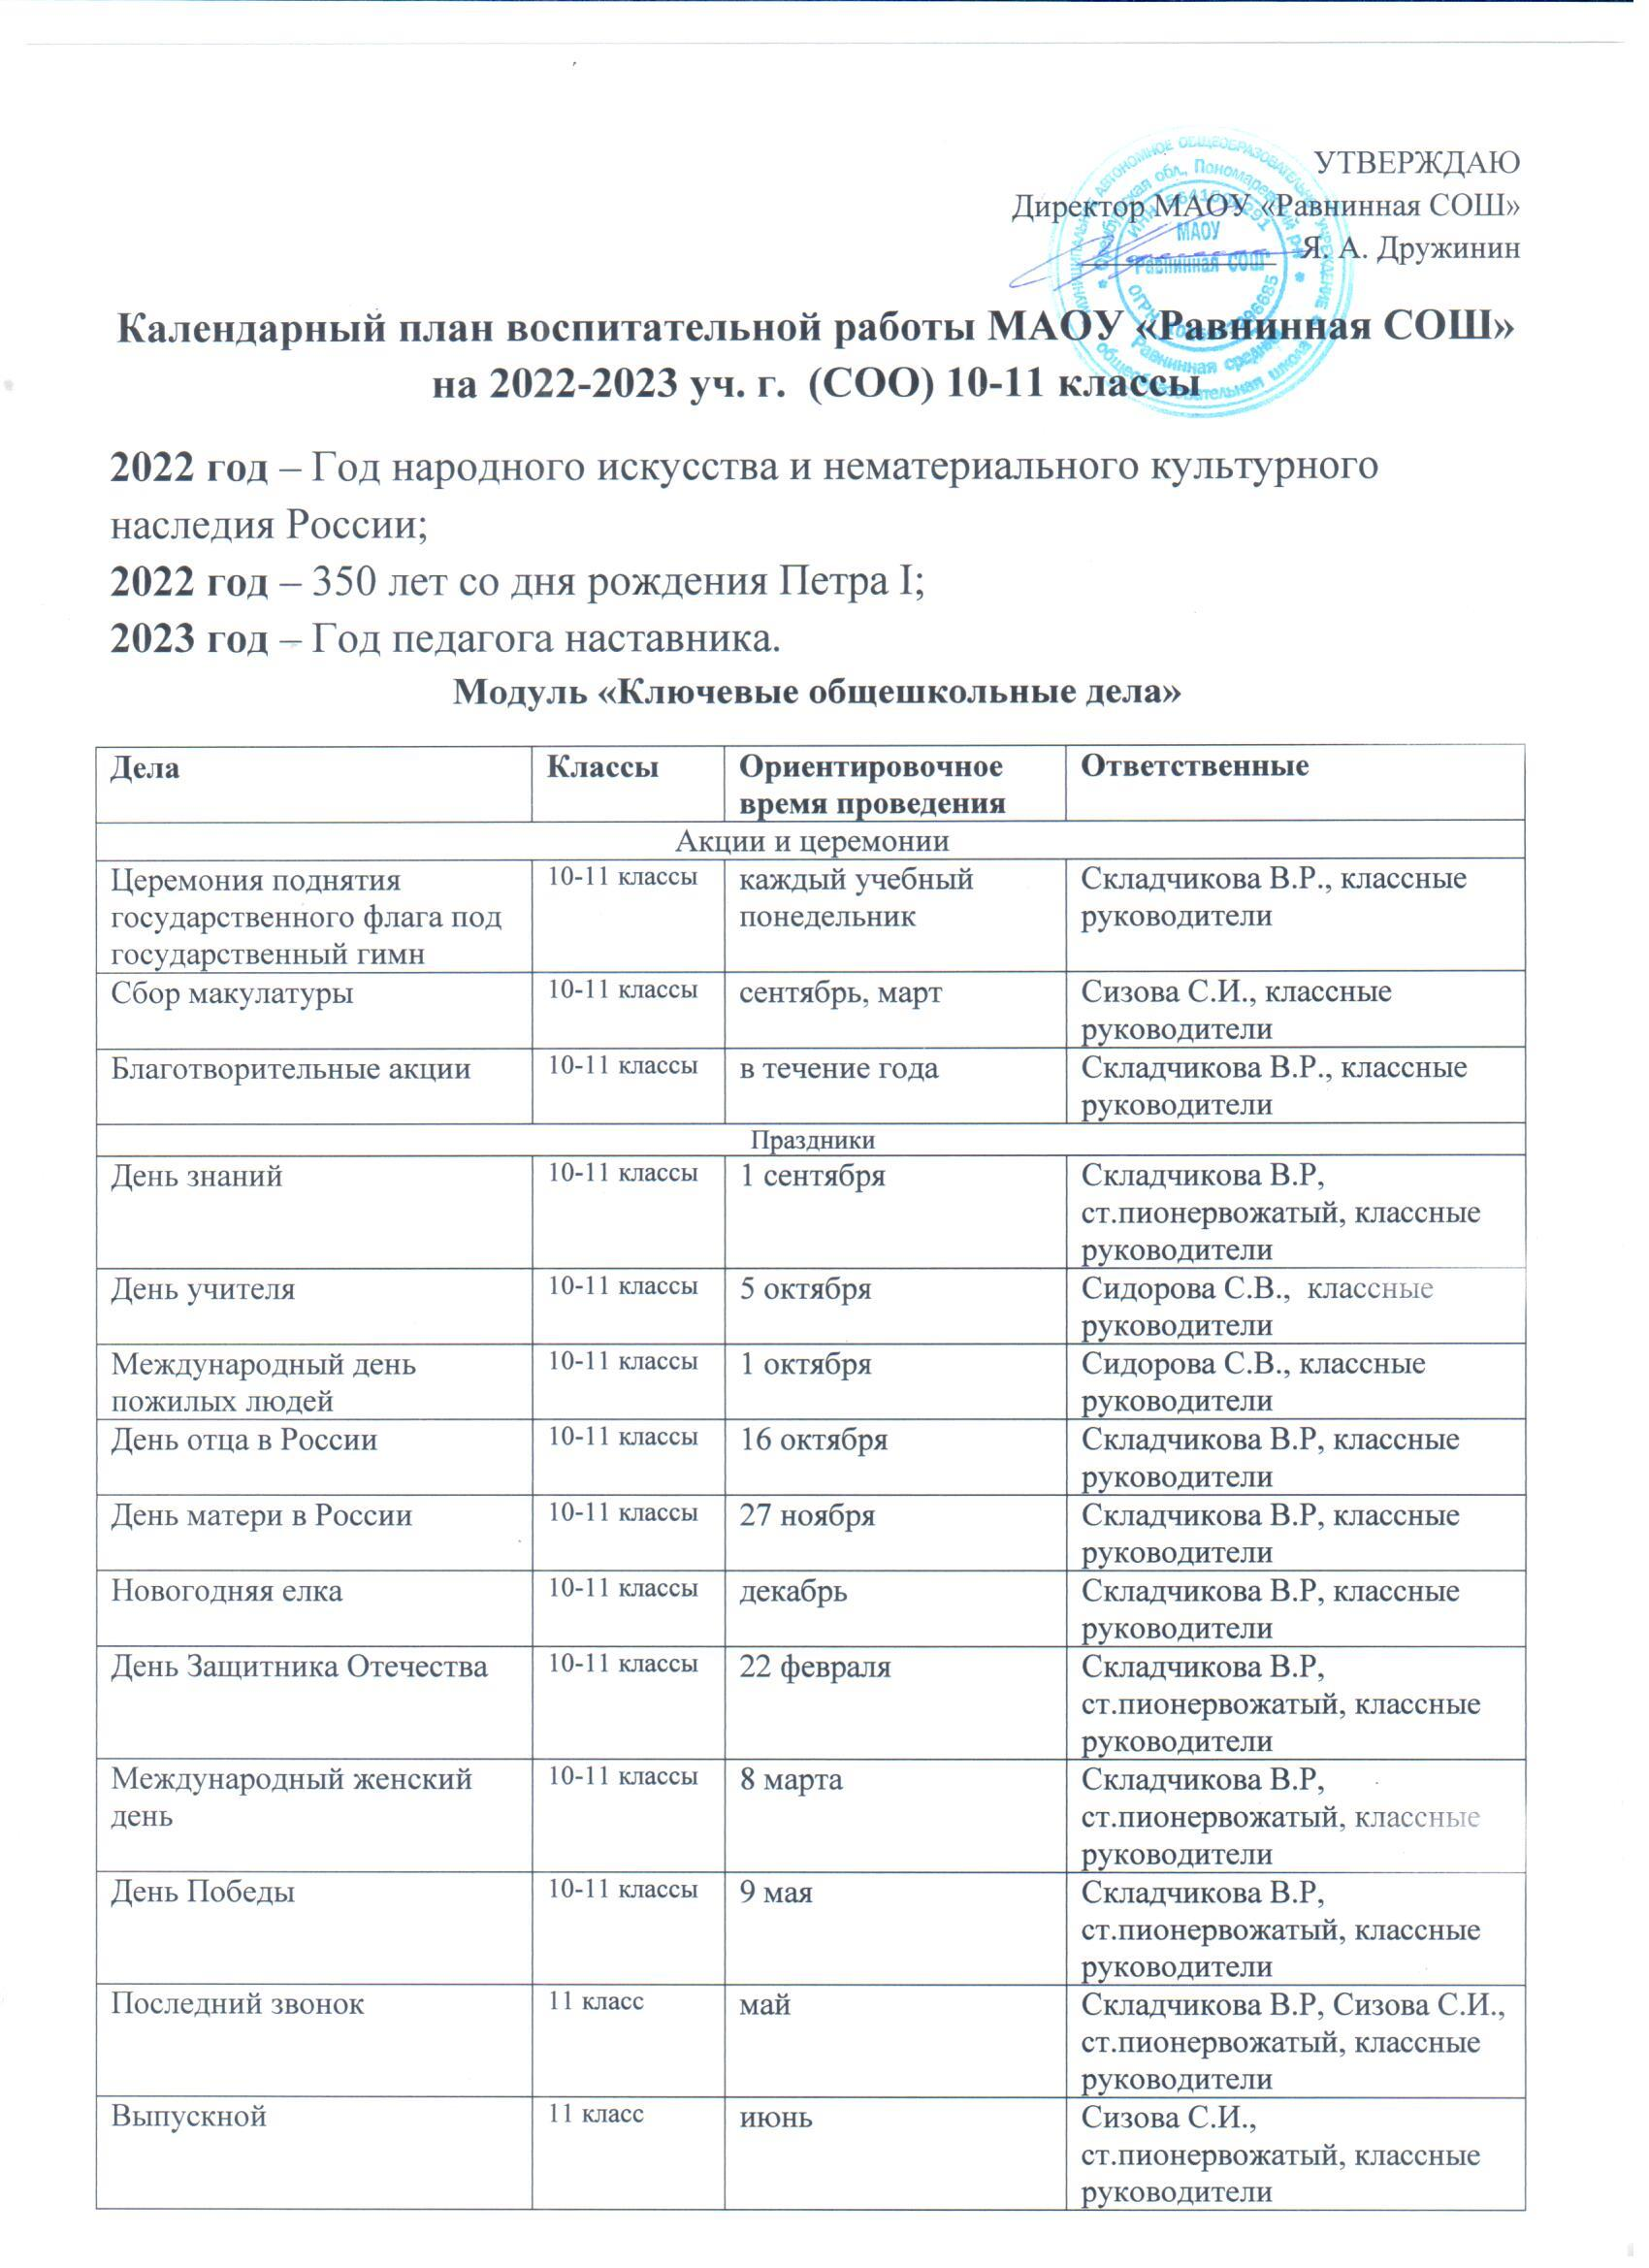 УТВЕРЖДАЮ
Директор МАОУ «Равнинная СОШ»
Я. А. Дружинин
МАОУ
Календарный план воспитательной работы МАОУ «Равнинная СОШ»
на 2022-2023 уч. г. (СОО) 10-11 классы
2022 год – Год народного искусства и нематериального культурного
наследия России;
2022 год – 350 лет со дня рождения Петра I;
2023 год – Год педагога наставника.
Модуль «Ключевые общешкольные дела»
Дела Классы Ориентировочное Ответственные
время проведения
Акции и церемонии
Церемония поднятия 10-11 классы каждый учебный Складчикова В.Р., классные
государственного флага под понедельник руководители
государственный гимн
Сбор макулатуры 10-11 классы сентябрь, март Сизова С.И., классные
руководители
Благотворительные акции 10-11 классы в течение года Складчикова В.Р., классные
руководители
Праздники
День знаний 10-11 классы 1 сентября Складчикова В.Р,
ст.пионервожатый, классные
руководители
День учителя 10-11 классы 5 октября Сидорова С.В., классные
руководители
Международный день 10-11 классы 1 октября Сидорова С.В., классные
пожилых людей руководители
День отца в России 10-11 классы 16 октября Складчикова В.Р, классные
руководители
День матери в России 10-11 классы 27 ноября Складчикова В.Р, классные
руководители
Новогодняя елка 10-11 классы декабрь Складчикова В.Р, классные
руководители
День Защитника Отечества 10-11 классы 22 февраля Складчикова В.Р,
ст.пионервожатый, классные
руководители
Международный женский 10-11 классы 8 марта Складчикова В.Р,
день ст.пионервожатый, классные
руководители
День Победы 10-11 классы 9 мая Складчикова В.Р,
ст.пионервожатый, классные
руководители
Последний звонок 11 класс май Складчикова В.Р, Сизова С.И.,
ст.пионервожатый, классные
руководители
Выпускной 11 класс июнь Сизова С.И.,
ст.пионервожатый, классные
руководители